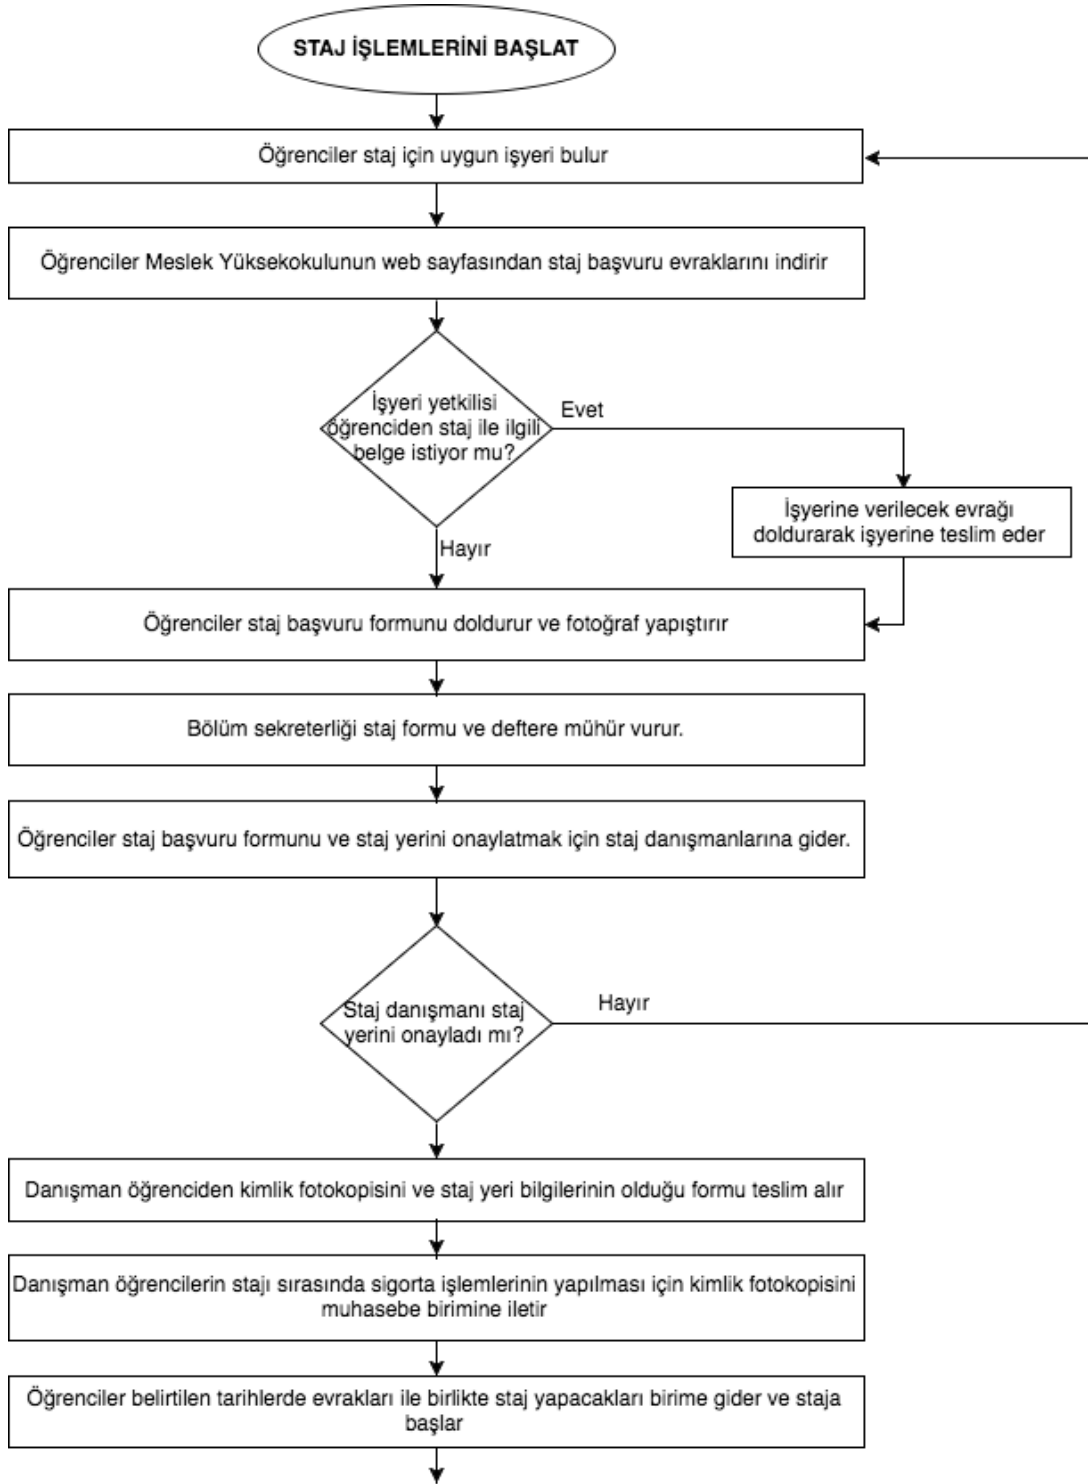 STAJ İŞLEMLERİNİ BAŞLAT
Öğrenciler staj için uygun işyeri bulur
Öğrenciler Meslek Yüksekokulunun web sayfasından staj başvuru evraklarını indirir
İşyeri yetkilisi
öğrenciden staj ile ilgili
belge istiyor mu?
Evet
İşyerine verilecek evrağı
doldurarak işyerine teslim eder
Hayır
Öğrenciler staj başvuru formunu doldurur ve fotoğraf yapıştırır
Bölüm sekreterliği staj formu ve deftere mühür vurur.
Öğrenciler staj başvuru formunu ve staj yerini onaylatmak için staj danışmanlarına gider.
Staj danışmanı staj
yerini onayladı mı?
Hayır
Danışman öğrenciden kimlik fotokopisini ve staj yeri bilgilerinin olduğu formu teslim alır
Danışman öğrencilerin stajı sırasında sigorta işlemlerinin yapılması için kimlik fotokopisini
muhasebe birimine iletir
Öğrenciler belirtilen tarihlerde evrakları ile birlikte staj yapacakları birime gider ve staja
başlar